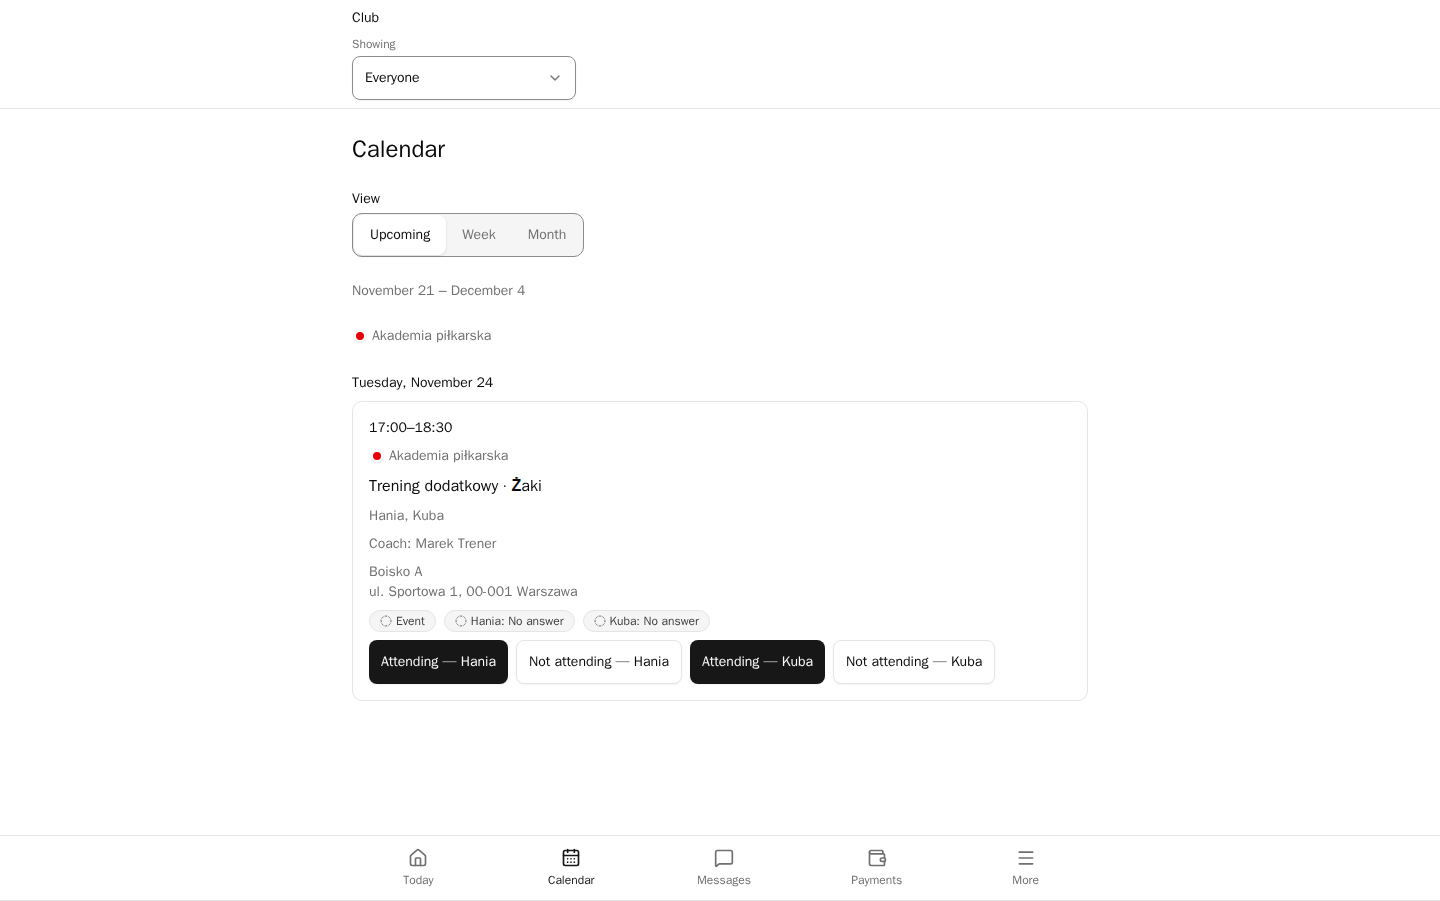 Club
Showing
Everyone
Calendar
View
Upcoming Week Month
November 21 – December 4
Akademia piłkarska
Tuesday, November 24
17:00–18:30
Akademia piłkarska
Trening dodatkowy · Żaki
Hania, Kuba
Coach: Marek Trener
Boisko A
ul. Sportowa 1, 00-001 Warszawa
Event Hania: No answer Kuba: No answer
Attending — Hania Not attending — Hania Attending — Kuba Not attending — Kuba
Today Calendar Messages Payments More